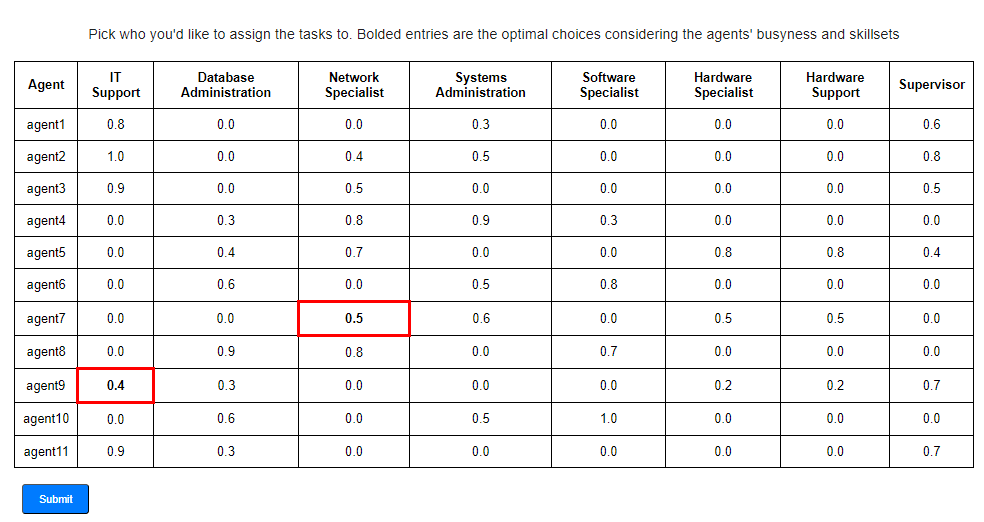 Pick who you'd like to assign the tasks to. Bolded entries are the optimal choices considering the agents' busyness and skillsets
Agent IT Support Database Administration Network Specialist Systems Administration Software Specialist Hardware Specialist Hardware Support Supervisor
agent1 0.8 0.0 0.0 0.3 0.0 0.0 0.0 0.6
agent2 1.0 0.0 0.4 0.5 0.0 0.0 0.0 0.8
agent3 0.9 0.0 0.5 0.0 0.0 0.0 0.0 0.5
agent4 0.0 0.3 0.8 0.9 0.3 0.0 0.0 0.0
agent5 0.0 0.4 0.7 0.0 0.0 0.8 0.8 0.4
agent6 0.0 0.6 0.0 0.5 0.8 0.0 0.0 0.0
agent7 0.0 0.0 0.5 0.6 0.0 0.5 0.5 0.0
agent8 0.0 0.9 0.8 0.0 0.7 0.0 0.0 0.0
agent9 0.4 0.3 0.0 0.0 0.0 0.2 0.2 0.7
agent10 0.0 0.6 0.0 0.5 1.0 0.0 0.0 0.0
agent11 0.9 0.3 0.0 0.0 0.0 0.0 0.0 0.7
Submit